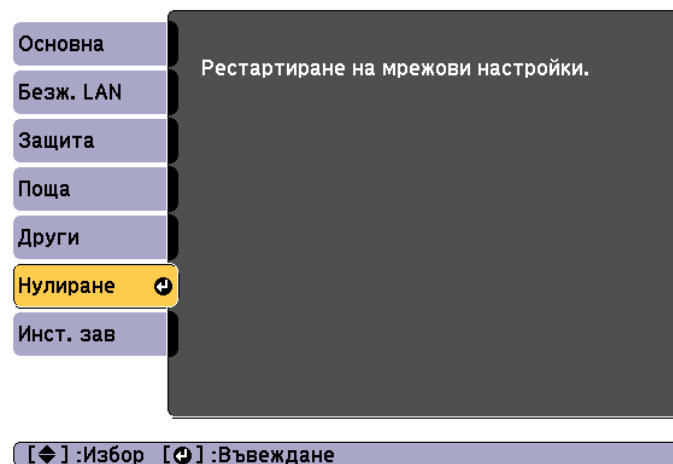 Основна
Безж. LAN
Защита
Поща
Други
Нулиране
Инст. зав
Рестартиране на мрежови настройки.
[◆] :Избор [⏎] :Въвеждане